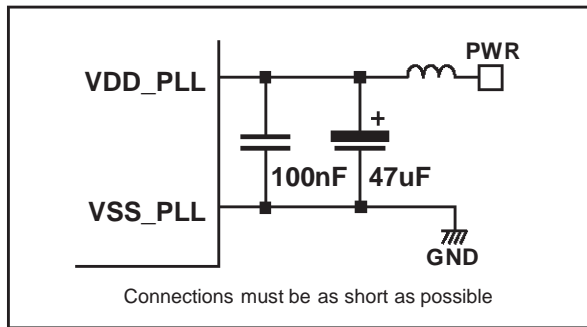 PWR
VDD_PLL
+
100nF 47uF
VSS_PLL
GND
Connections must be as short as possible